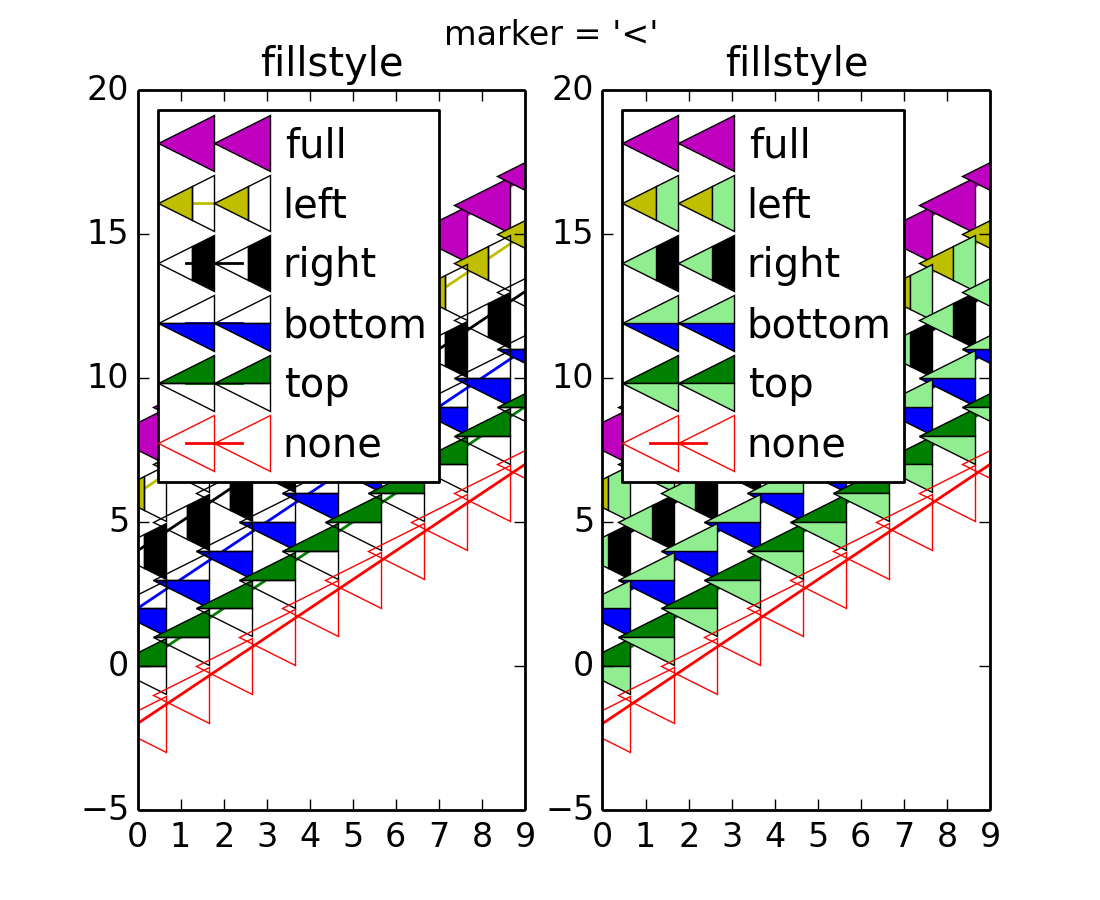 marker = '<'
fillstyle
20
15
10
5
0
−5
0 1 2 3 4 5 6 7 8 9
full
left
right
bottom
top
none
fillstyle
20
15
10
5
0
−5
0 1 2 3 4 5 6 7 8 9
full
left
right
bottom
top
none